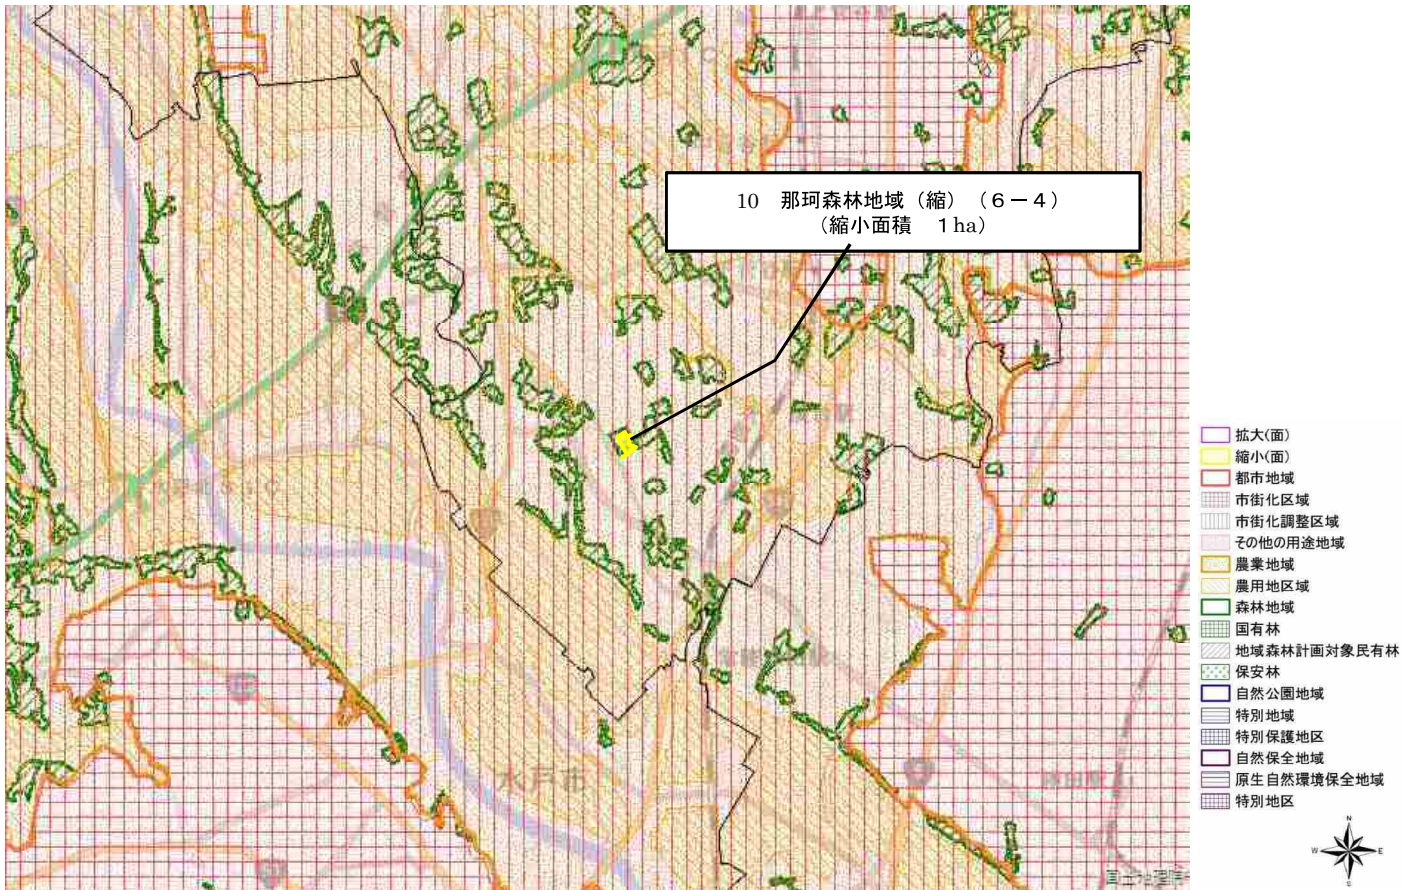 10　那珂森林地域（縮）（６－４）
（縮小面積　１ha）
拡大(面)
縮小(面)
都市地域
市街化区域
市街化調整区域
その他の用途地域
農業地域
農用地区域
森林地域
国有林
地域森林計画対象民有林
保安林
自然公園地域
特別地域
特別保護地区
自然保全地域
原生自然環境保全地域
特別地区
水戸市
N
W
E
S